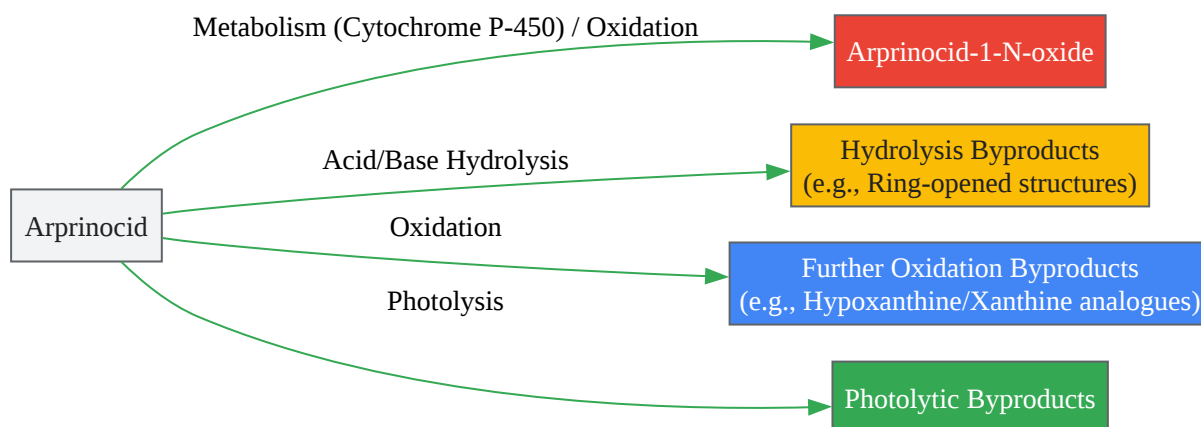 Metabolism (Cytochrome P-450) / Oxidation
Arprinocid-1-N-oxide
Acid/Base Hydrolysis
Hydrolysis Byproducts
(e.g., Ring-opened structures)
Arprinocid
Oxidation
Further Oxidation Byproducts
(e.g., Hypoxanthine/Xanthine analogues)
Photolysis
Photolytic Byproducts